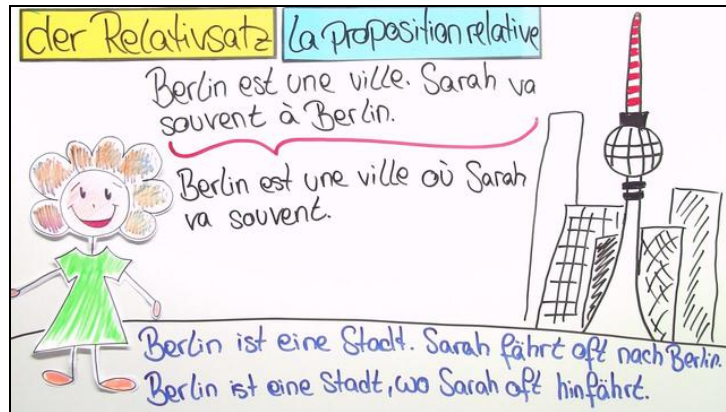 der Relativsatz la proposition relative
Berlin est une ville. Sarah va
souvent à Berlin.
Berlin est une ville où Sarah
va souvent.
Berlin ist eine Stadt. Sarah fährt oft nach Berlin.
Berlin ist eine Stadt, wo Sarah oft hinfährt.